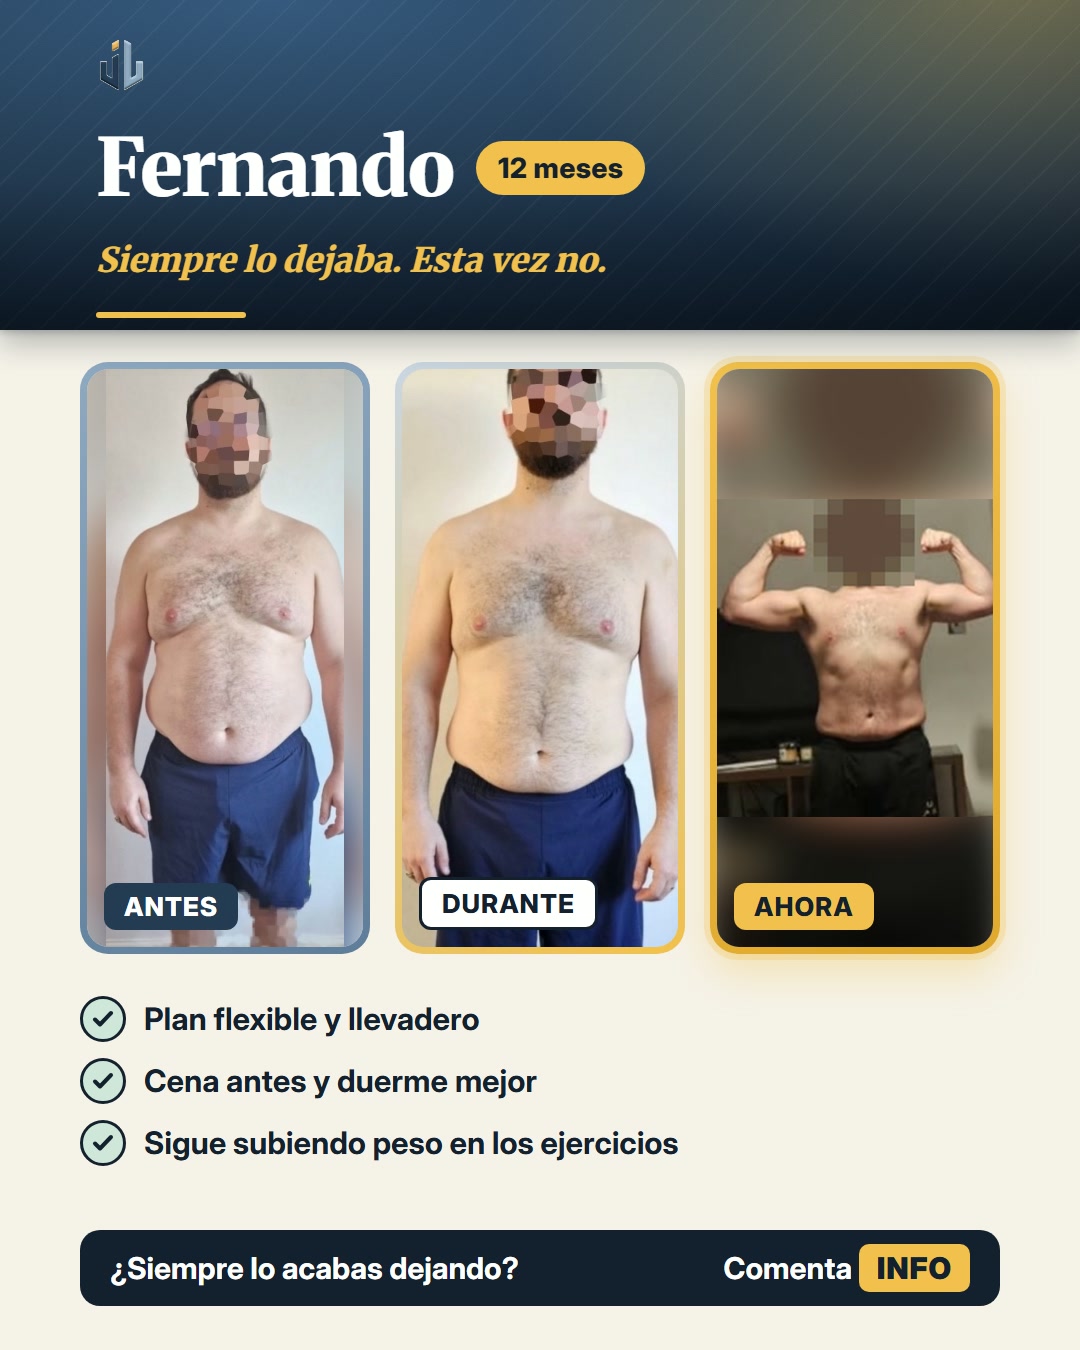 Fernando
12 meses
Siempre lo dejaba. Esta vez no.
ANTES
DURANTE
AHORA
Plan flexible y llevadero
Cena antes y duerme mejor
Sigue subiendo peso en los ejercicios
¿Siempre lo acabas dejando?
Comenta INFO